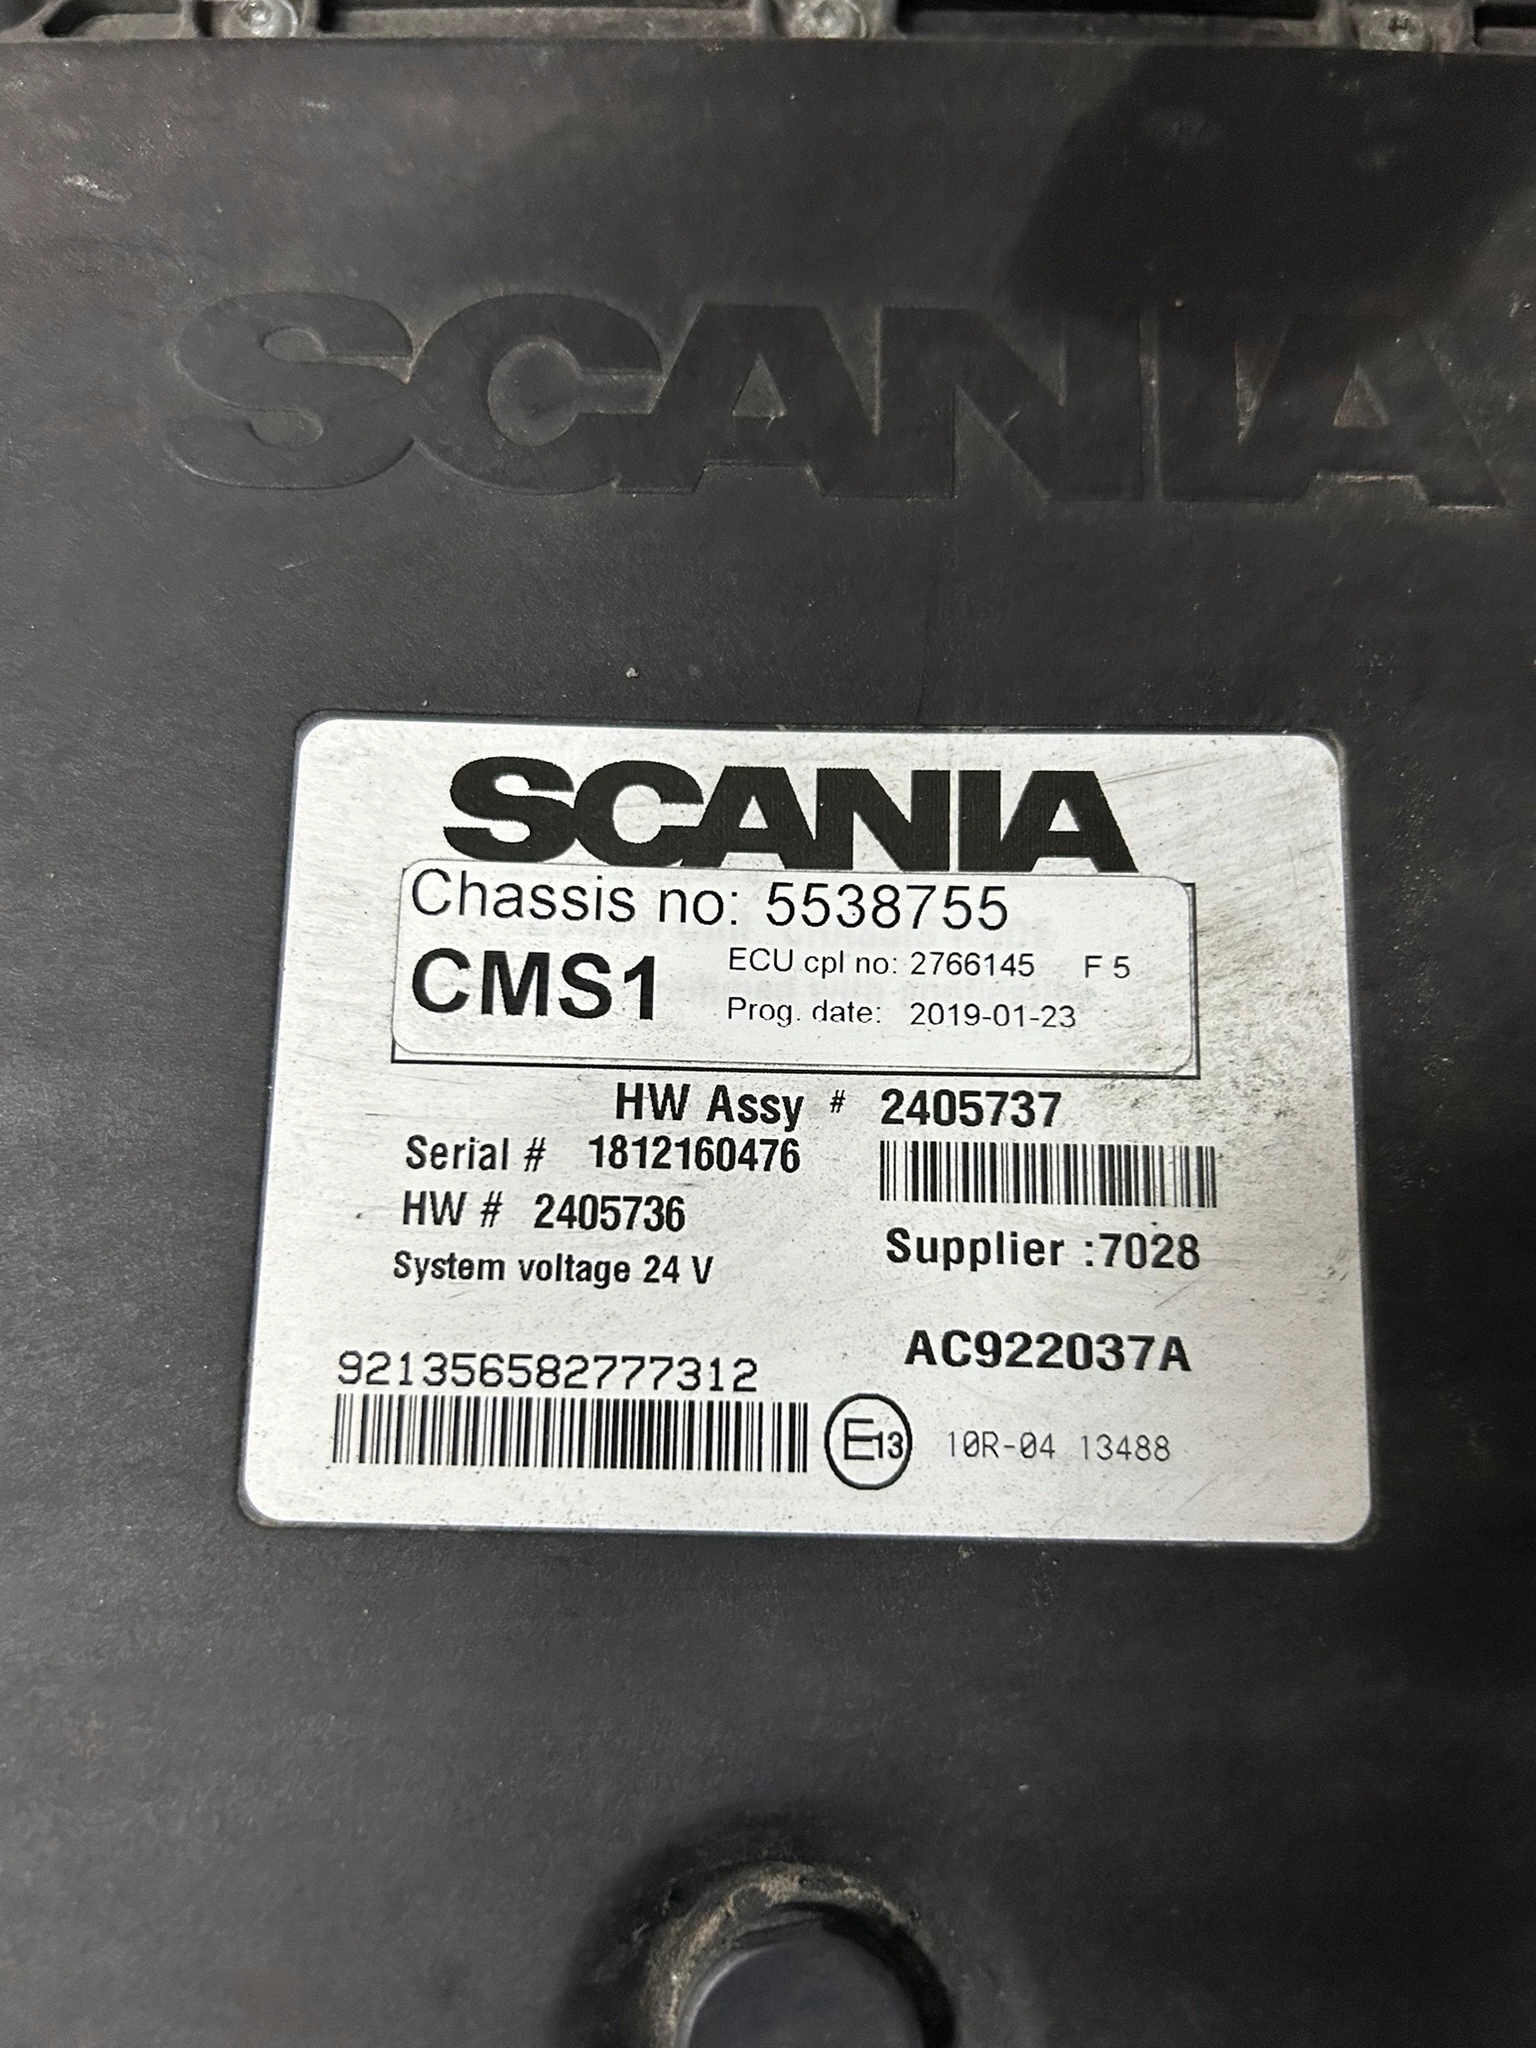 SCANIA
SCANIA
Chassis no: 5538755
CMS1
ECU cpl no: 2766145 F 5
Prog. date: 2019-01-23
HW Assy # 2405737
Serial # 1812160476
HW # 2405736
Supplier :7028
System voltage 24 V
AC922037A
921356582777312
E13 10R-04 13488